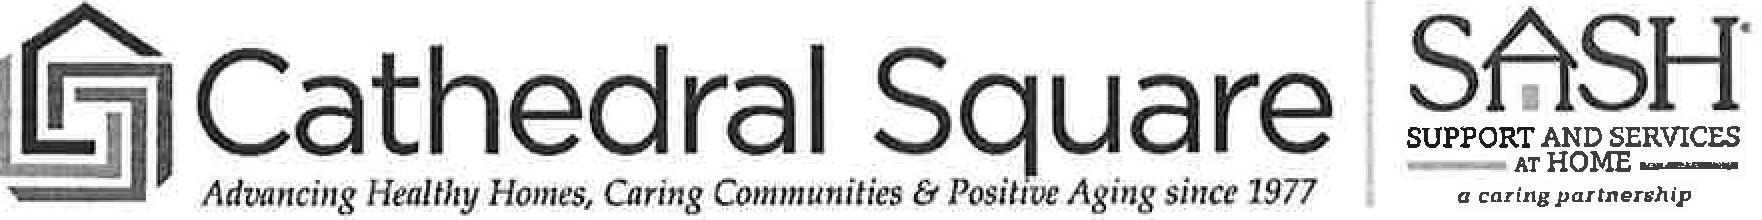 Cathedral Square
Advancing Healthy Homes, Caring Communities & Positive Aging since 1977
SASH®
SUPPORT AND SERVICES
AT HOME
a caring partnership